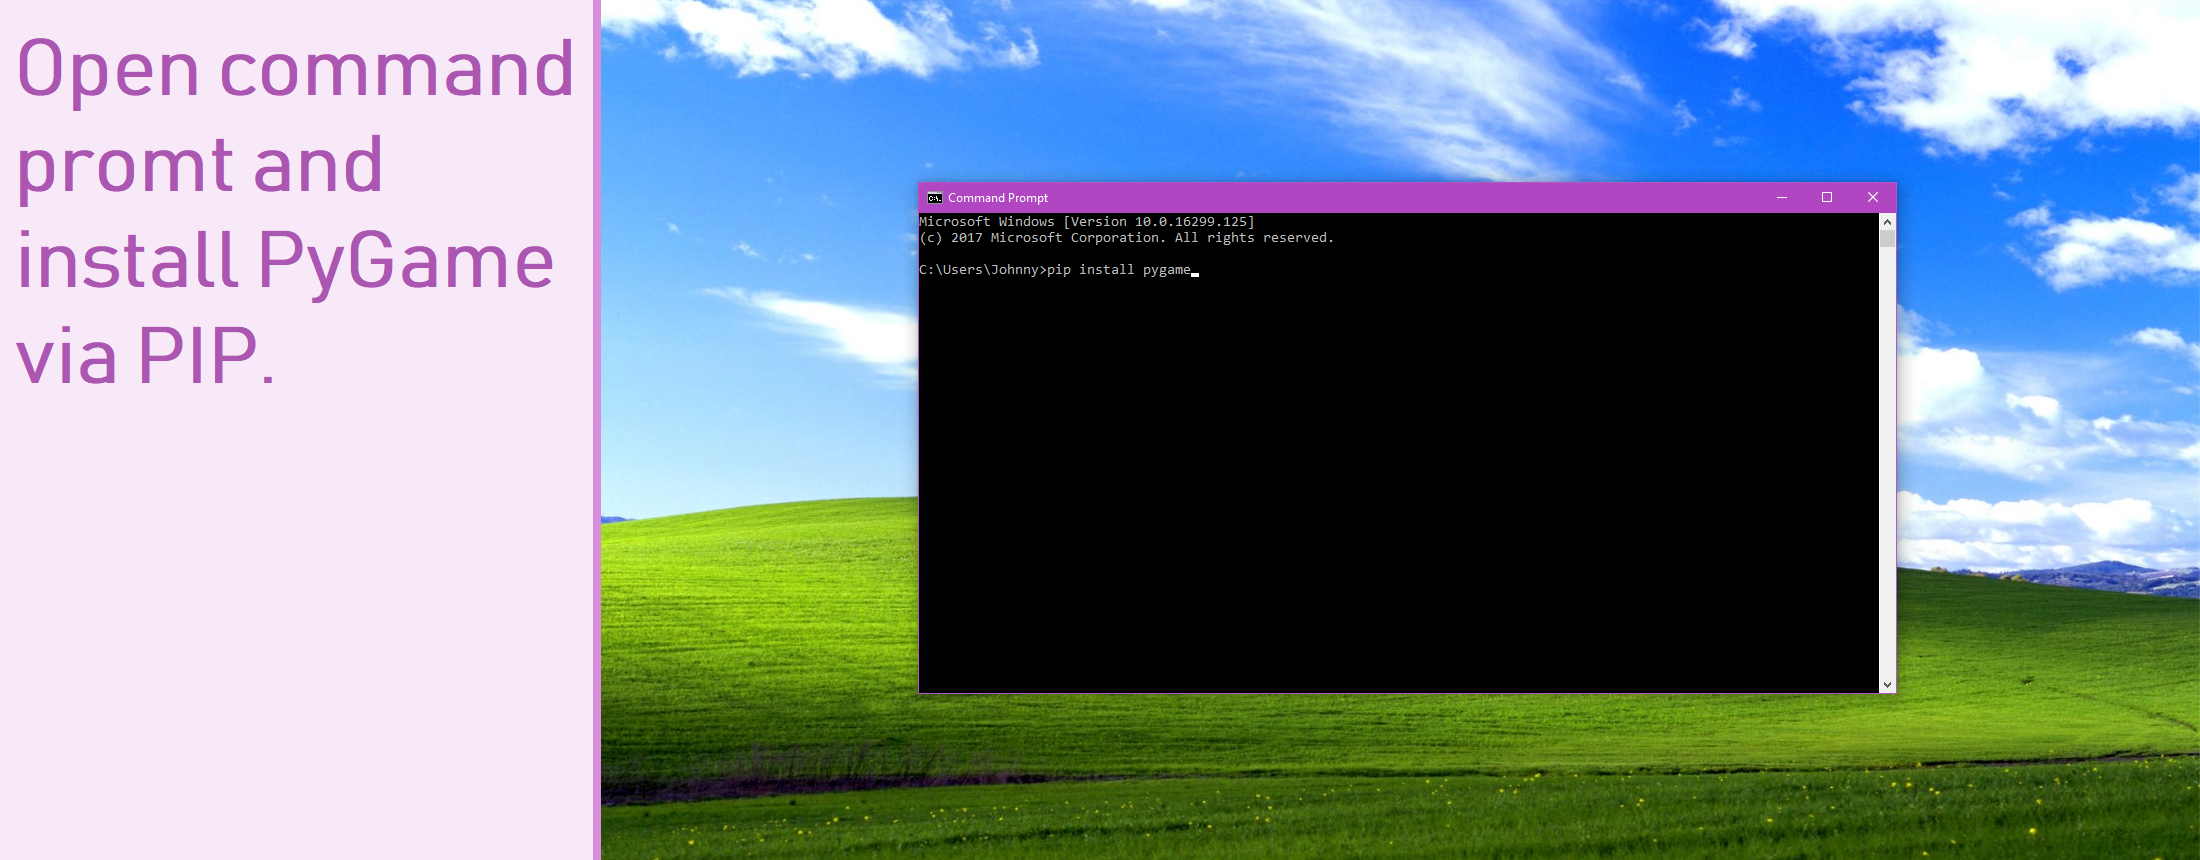 Open command
promt and
install PyGame
via PIP.
Command Prompt
Microsoft Windows [Version 10.0.16299.125]
(c) 2017 Microsoft Corporation. All rights reserved.
C:\Users\Johnny>pip install pygame